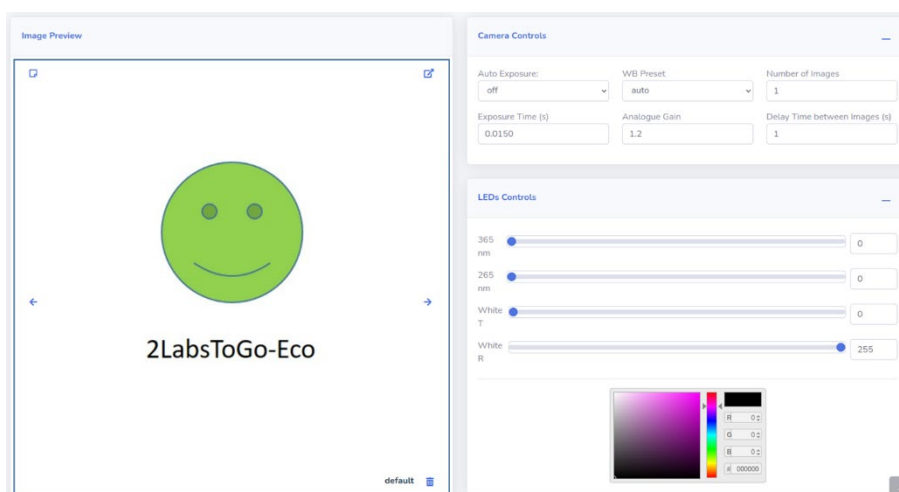 Image Preview
2LabsToGo-Eco
default
Camera Controls
Auto Exposure:
off
WB Preset
auto
Number of Images
1
Exposure Time (s)
0.0150
Analogue Gain
1.2
Delay Time between Images (s)
1
LEDs Controls
365
nm
0
265
nm
0
White
T
0
White
R
255
R 0
G 0
B 0
# 000000